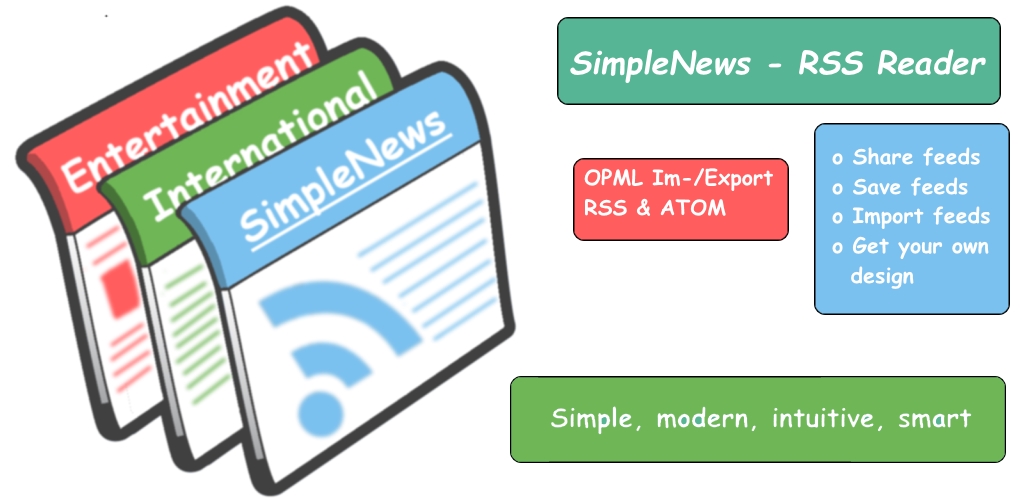 Entertainment
International
SimpleNews
SimpleNews - RSS Reader
OPML Im-/Export
RSS & ATOM
o Share feeds
o Save feeds
o Import feeds
o Get your own
design
Simple, modern, intuitive, smart